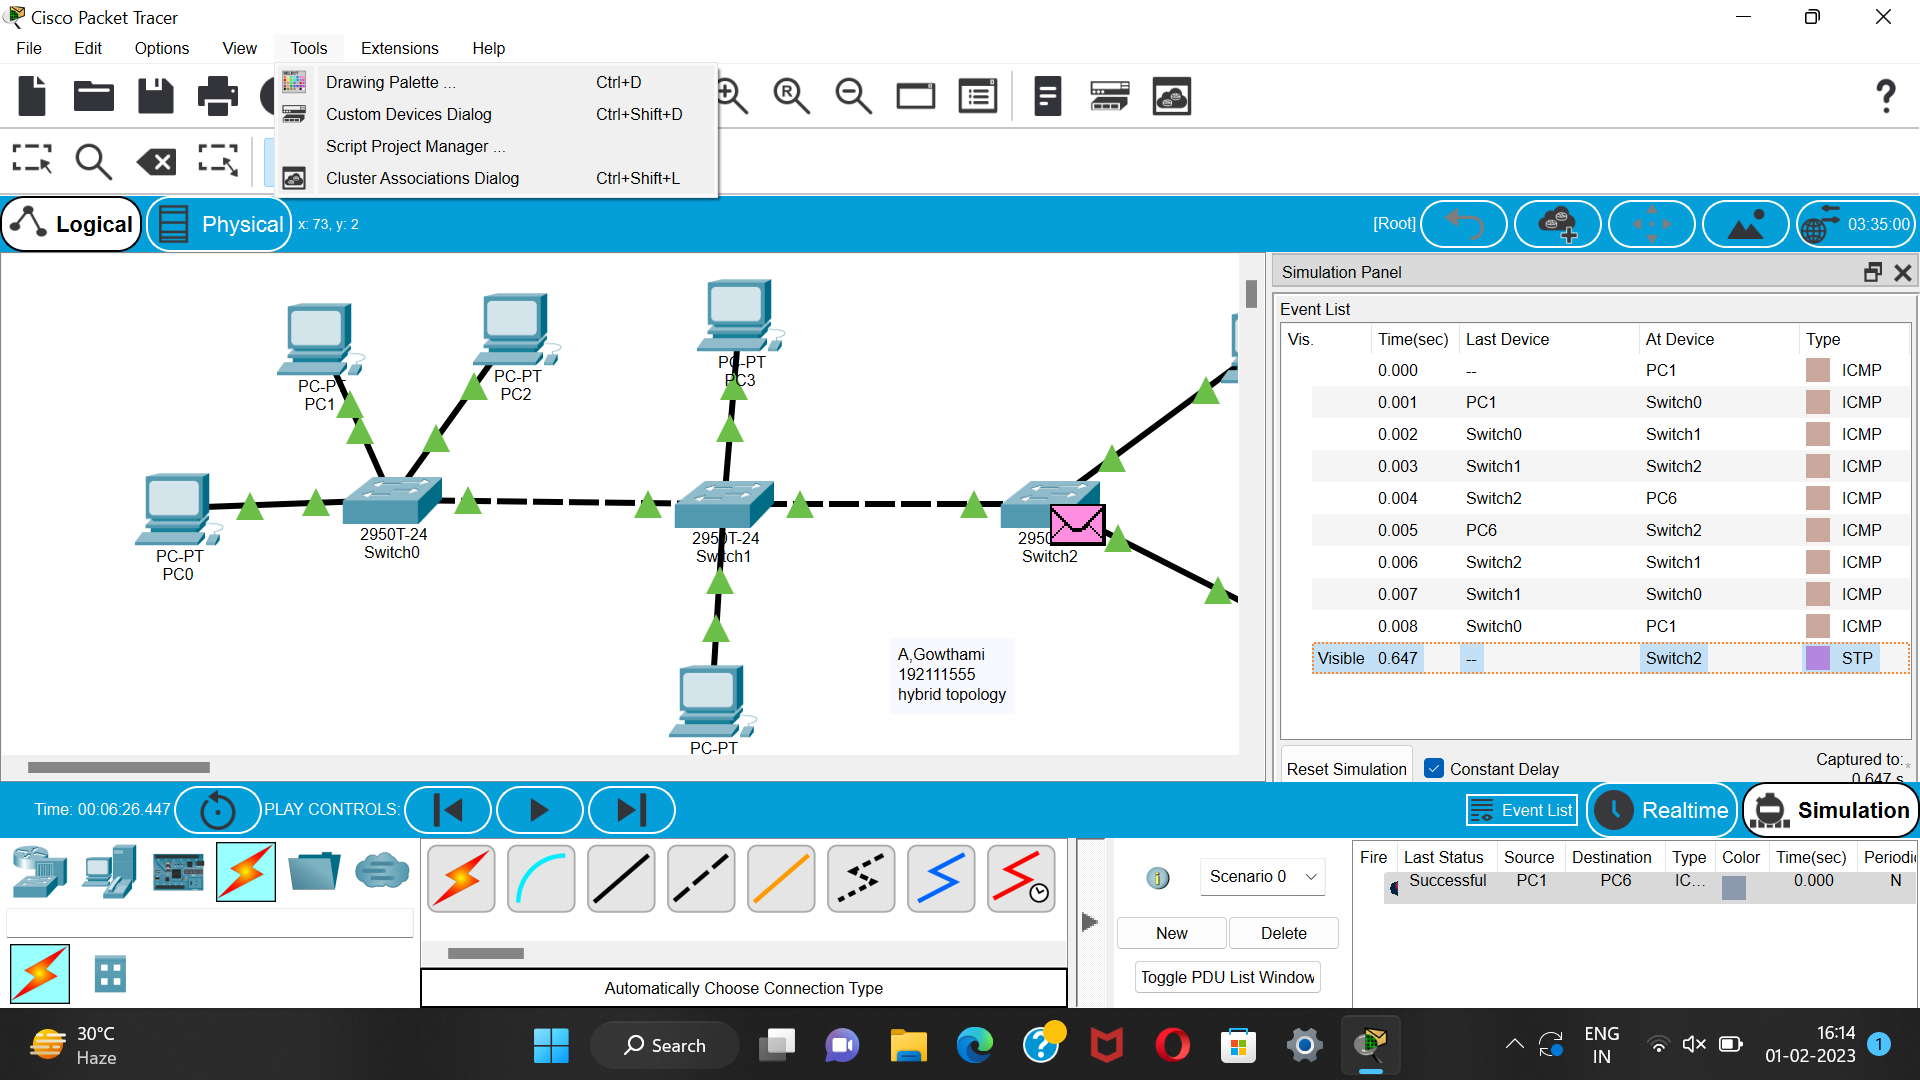 Cisco Packet Tracer
File Edit Options View Tools Extensions Help
Drawing Palette ... Ctrl+D
Custom Devices Dialog Ctrl+Shift+D
Script Project Manager ...
Cluster Associations Dialog Ctrl+Shift+L
Logical Physical x: 73, y: 2 [Root] 03:35:00
PC-PT
PC1
PC-PT
PC2
PC-PT
PC3
PC-PT
PC0
2950T-24
Switch0
2950T-24
Switch1
2950
Switch2
PC-PT
A,Gowthami
192111555
hybrid topology
Simulation Panel
Event List
Vis. Time(sec) Last Device At Device Type
0.000 -- PC1 ICMP
0.001 PC1 Switch0 ICMP
0.002 Switch0 Switch1 ICMP
0.003 Switch1 Switch2 ICMP
0.004 Switch2 PC6 ICMP
0.005 PC6 Switch2 ICMP
0.006 Switch2 Switch1 ICMP
0.007 Switch1 Switch0 ICMP
0.008 Switch0 PC1 ICMP
Visible 0.647 -- Switch2 STP
Reset Simulation Constant Delay Captured to:*
0.647 s
Time: 00:06:26.447 PLAY CONTROLS: Event List Realtime Simulation
Automatically Choose Connection Type
Scenario 0
New Delete
Toggle PDU List Window
Fire Last Status Source Destination Type Color Time(sec) Periodic
Successful PC1 PC6 IC... 0.000 N
30°C
Haze
Search
ENG
IN
16:14
01-02-2023
1